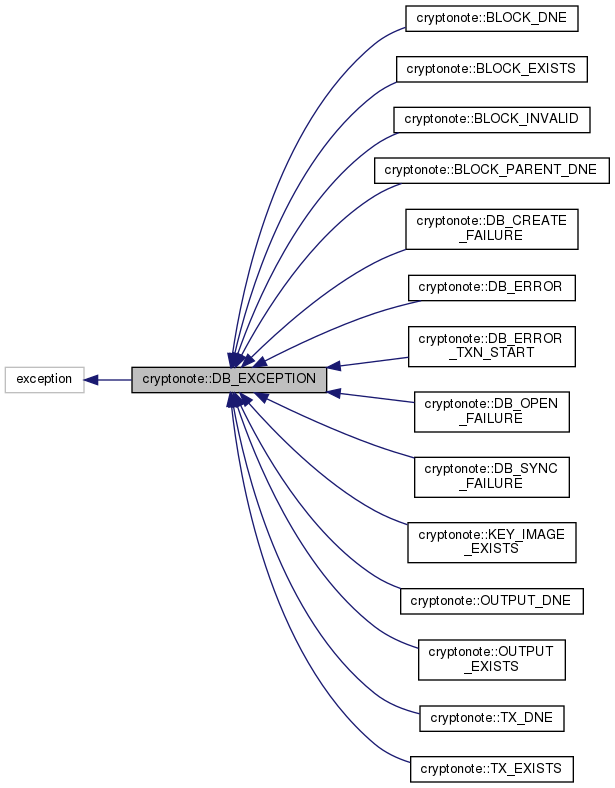 cryptonote::BLOCK_DNE
cryptonote::BLOCK_EXISTS
cryptonote::BLOCK_INVALID
cryptonote::BLOCK_PARENT_DNE
cryptonote::DB_CREATE
_FAILURE
cryptonote::DB_ERROR
cryptonote::DB_ERROR
_TXN_START
exception
cryptonote::DB_EXCEPTION
cryptonote::DB_OPEN
_FAILURE
cryptonote::DB_SYNC
_FAILURE
cryptonote::KEY_IMAGE
_EXISTS
cryptonote::OUTPUT_DNE
cryptonote::OUTPUT
_EXISTS
cryptonote::TX_DNE
cryptonote::TX_EXISTS